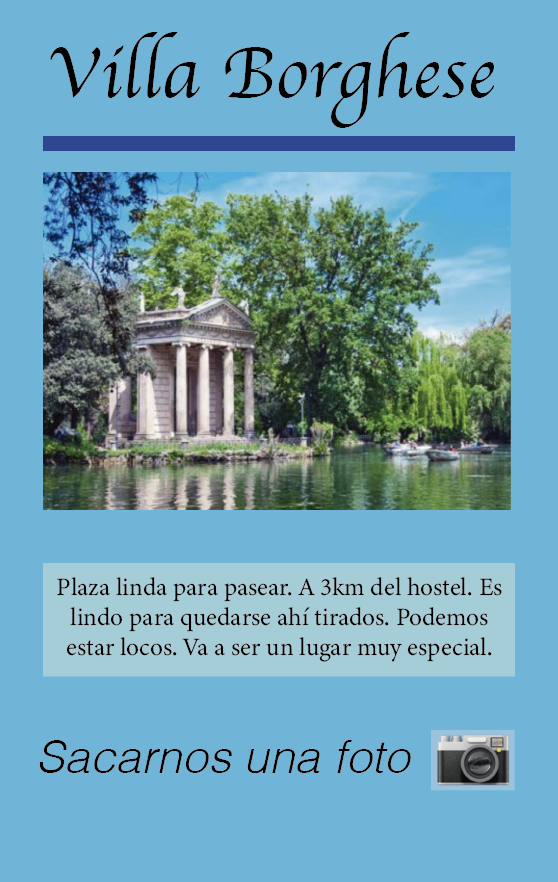 Villa Borghese
Plaza linda para pasear. A 3km del hostel. Es
lindo para quedarse ahí tirados. Podemos
estar locos. Va a ser un lugar muy especial.
Sacarnos una foto